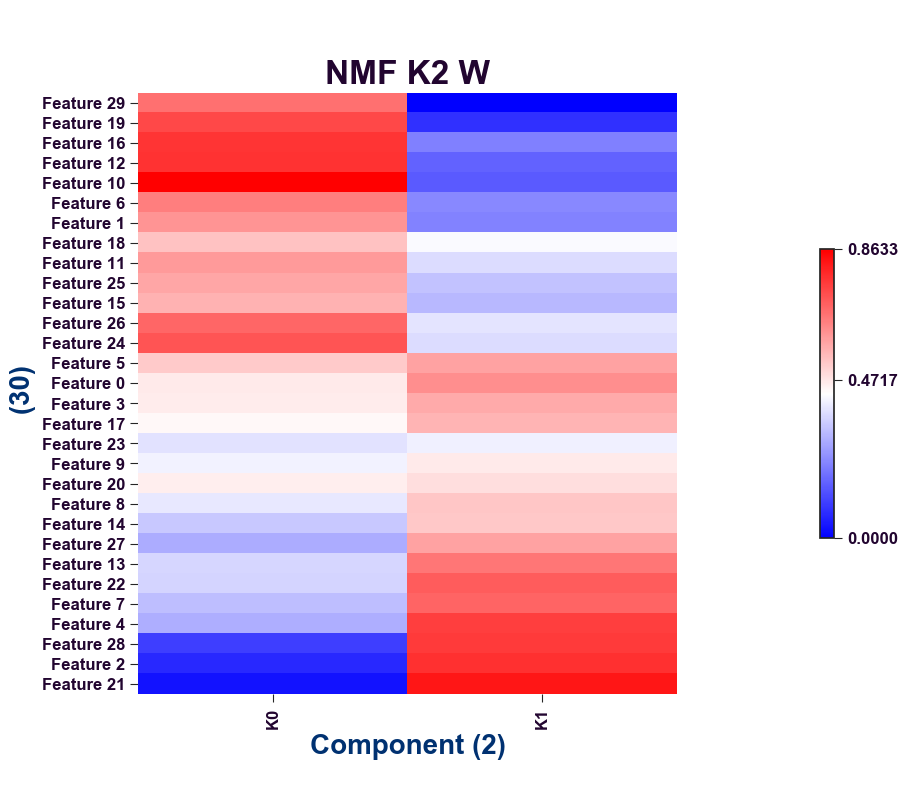 NMF K2 W
Feature 29
Feature 19
Feature 16
Feature 12
Feature 10
Feature 6
Feature 1
Feature 18
Feature 11
Feature 25
Feature 15
Feature 26
Feature 24
Feature 5
Feature 0
Feature 3
Feature 17
Feature 23
Feature 9
Feature 20
Feature 8
Feature 14
Feature 27
Feature 13
Feature 22
Feature 7
Feature 4
Feature 28
Feature 2
Feature 21
(30)
K0
K1
Component (2)
0.8633
0.4717
0.0000